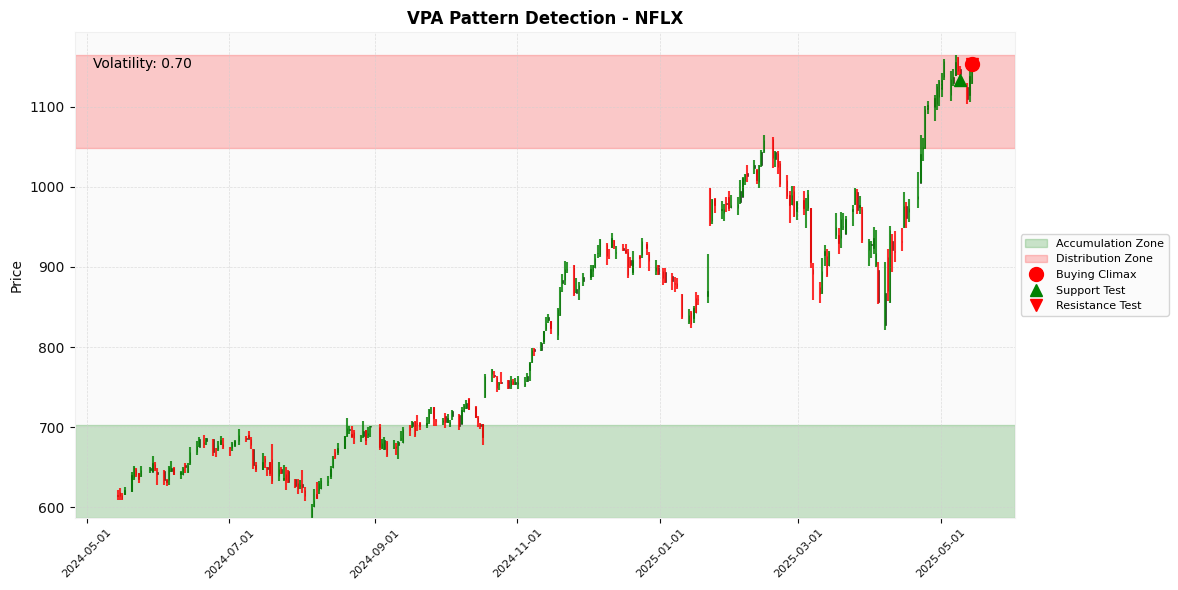 VPA Pattern Detection - NFLX
Volatility: 0.70
Price
1100
1000
900
800
700
600
2024-05-01
2024-07-01
2024-09-01
2024-11-01
2025-01-01
2025-03-01
2025-05-01
Accumulation Zone
Distribution Zone
Buying Climax
Support Test
Resistance Test